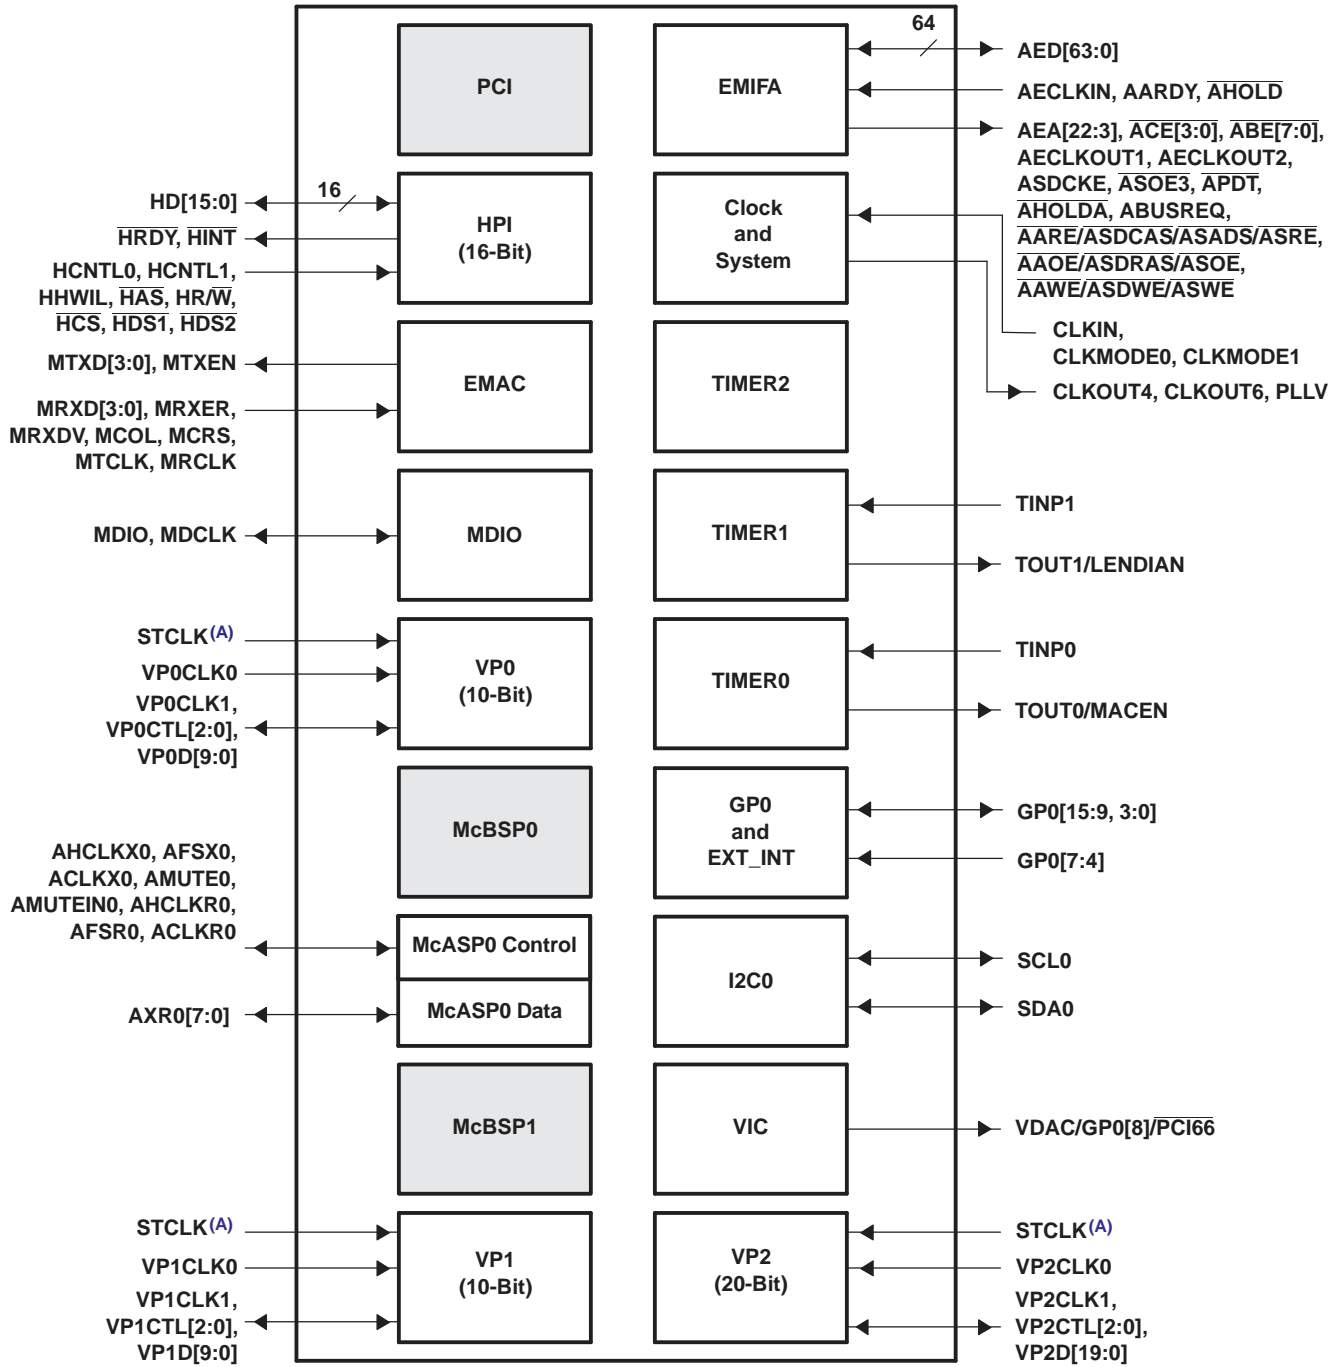 PCI
EMIFA
64
AED[63:0]
AECLKIN, AARDY, AHOLD
AEA[22:3], ACE[3:0], ABE[7:0],
AECLKOUT1, AECLKOUT2,
ASDCKE, ASOE3, APDT,
AHOLDA, ABUSREQ,
AARE/ASDCAS/ASADS/ASRE,
AAOE/ASDRAS/ASOE,
AAWE/ASDWE/ASWE
HD[15:0]
16
HRDY, HINT
HCNTL0, HCNTL1,
HHWIL, HAS, HR/W,
HCS, HDS1, HDS2
HPI
(16-Bit)
Clock
and
System
CLKIN,
CLKMODE0, CLKMODE1
CLKOUT4, CLKOUT6, PLLV
MTXD[3:0], MTXEN
MRXD[3:0], MRXER,
MRXDV, MCOL, MCRS,
MTCLK, MRCLK
EMAC
TIMER2
MDIO, MDCLK
MDIO
TIMER1
TINP1
TOUT1/LENDIAN
STCLK(A)
VP0CLK0
VP0CLK1,
VP0CTL[2:0],
VP0D[9:0]
VP0
(10-Bit)
TIMER0
TINP0
TOUT0/MACEN
McBSP0
GP0
and
EXT_INT
GP0[15:9, 3:0]
GP0[7:4]
AHCLKX0, AFSX0,
ACLKX0, AMUTE0,
AMUTEIN0, AHCLKR0,
AFSR0, ACLKR0
McASP0 Control
AXR0[7:0]
McASP0 Data
I2C0
SCL0
SDA0
McBSP1
VIC
VDAC/GP0[8]/PCI66
STCLK(A)
VP1CLK0
VP1CLK1,
VP1CTL[2:0],
VP1D[9:0]
VP1
(10-Bit)
VP2
(20-Bit)
STCLK(A)
VP2CLK0
VP2CLK1,
VP2CTL[2:0],
VP2D[19:0]